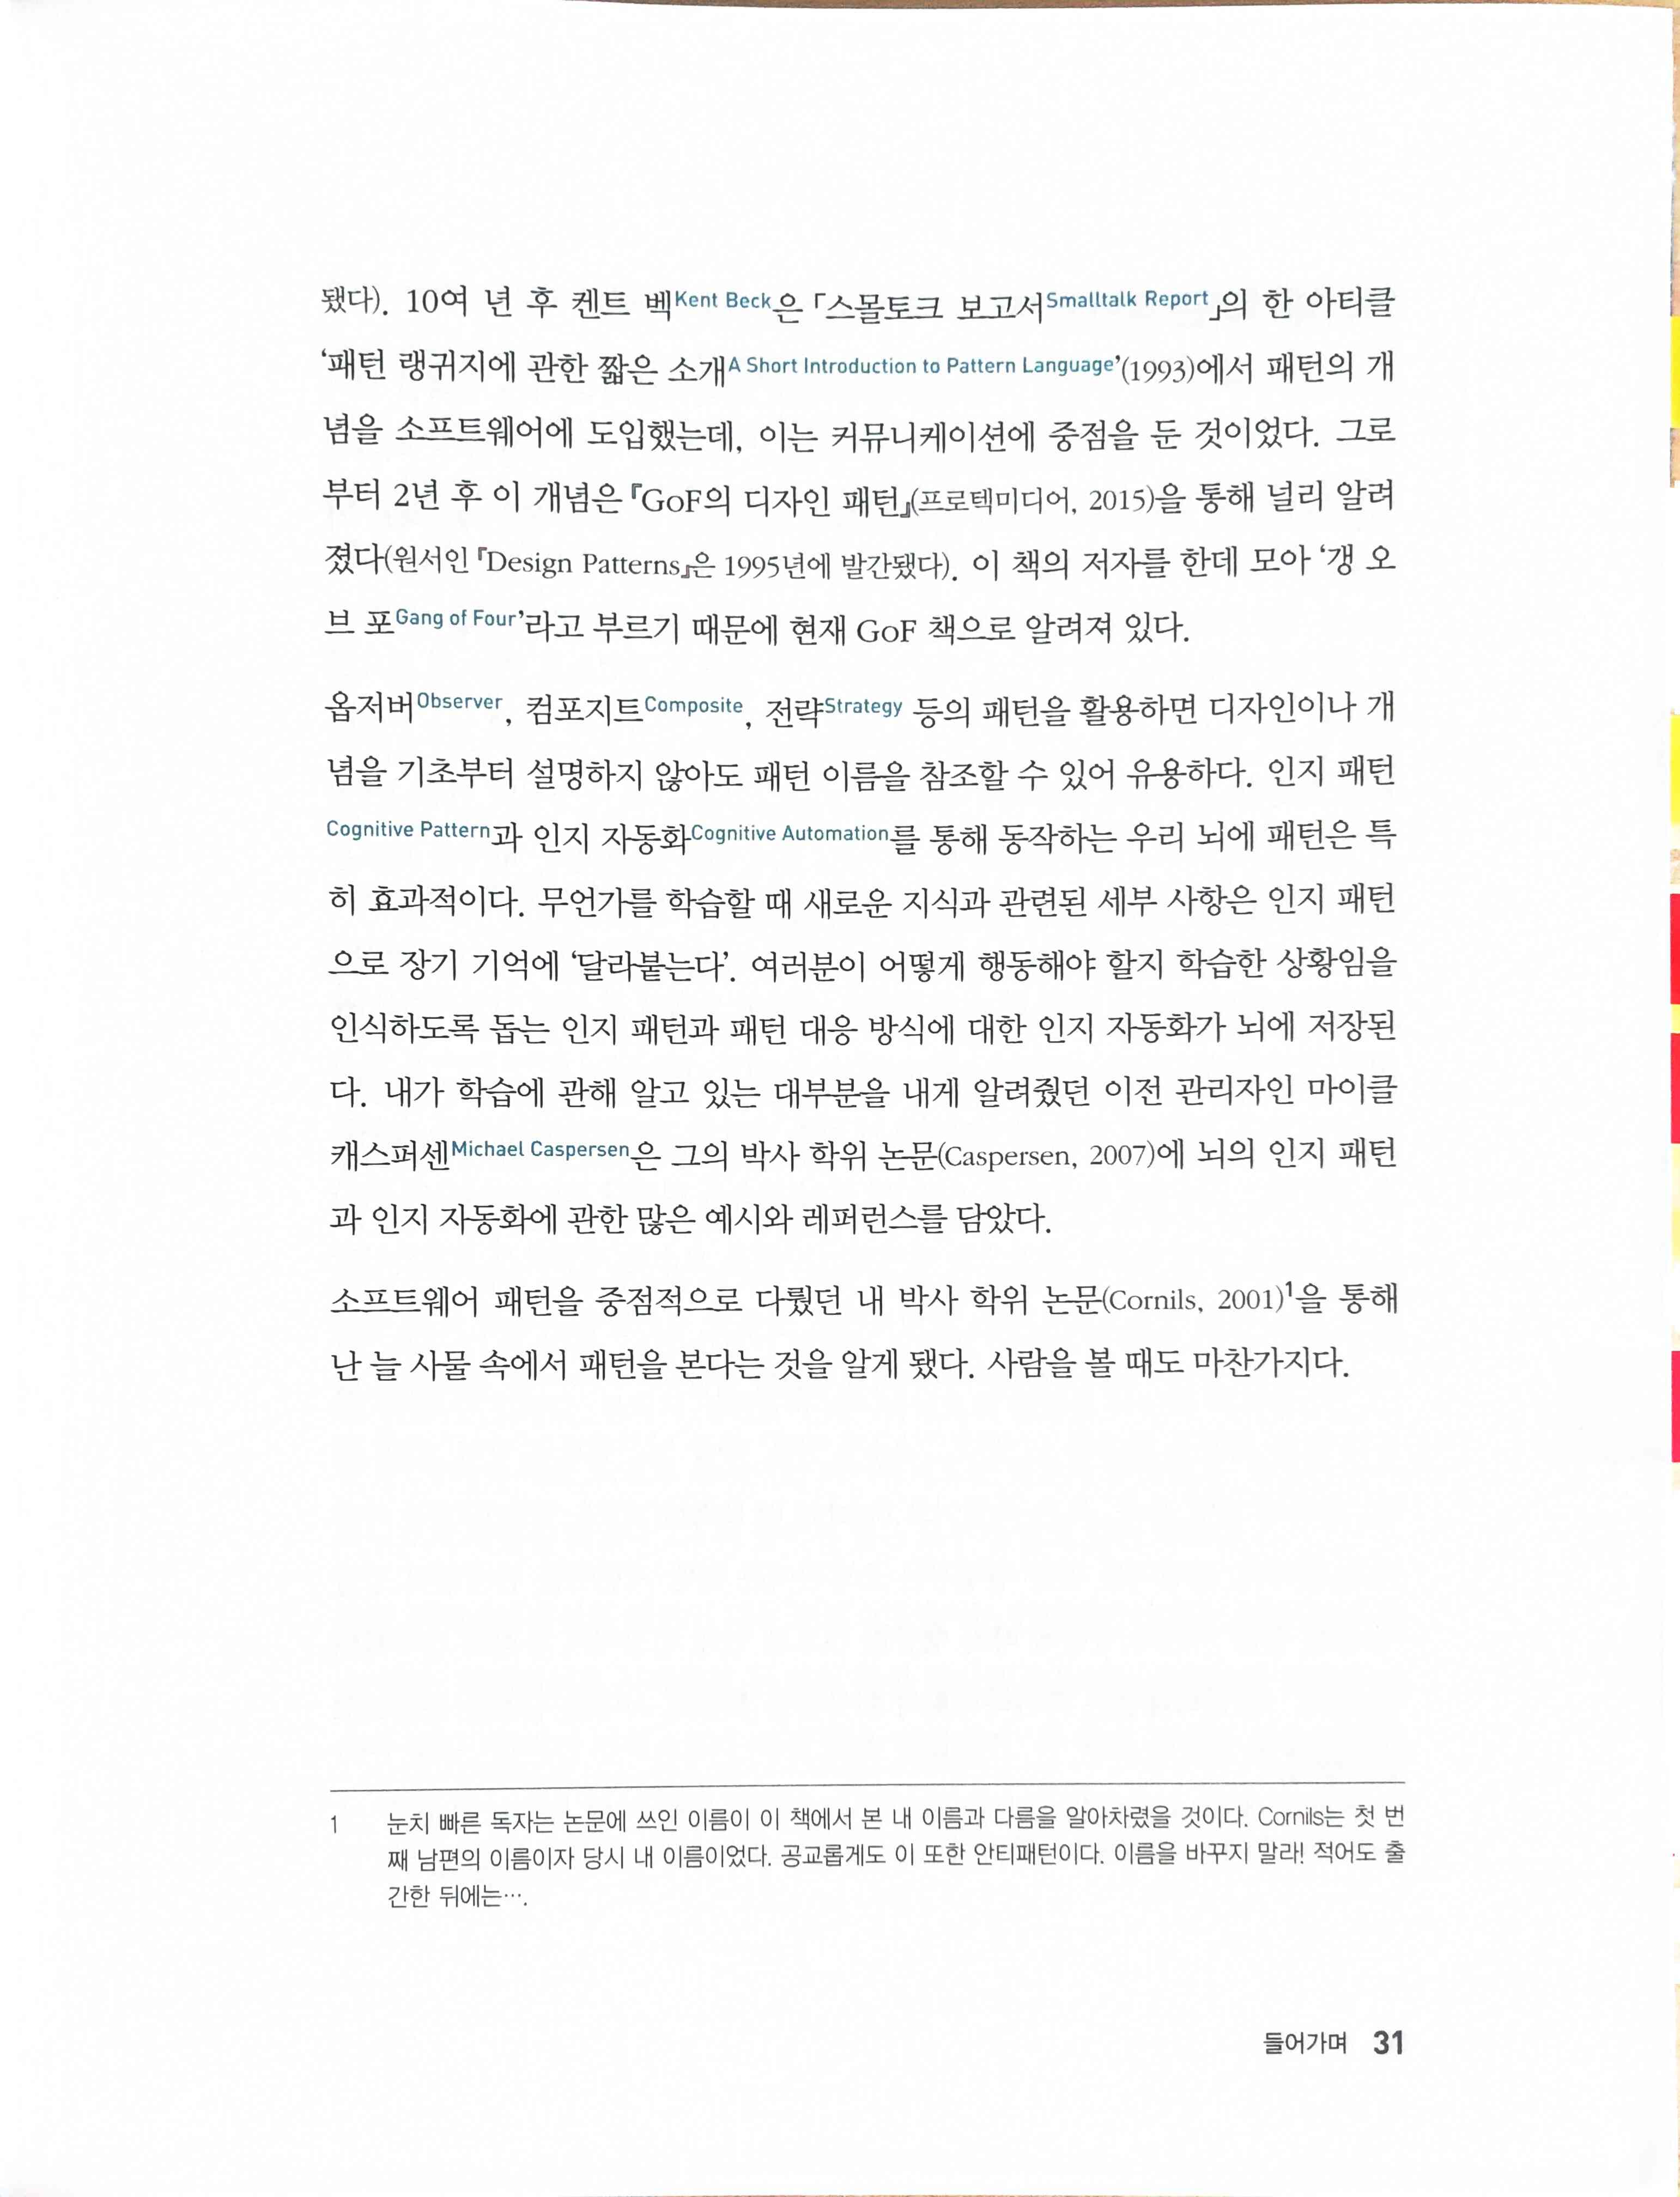 됐다). 10여 년 후 켄트 벡Kent Beck은 「스몰토크 보고서Smalltalk Report」의 한 아티클
‘패턴 랭귀지에 관한 짧은 소개A Short Introduction to Pattern Language’(1993)에서 패턴의 개
념을 소프트웨어에 도입했는데, 이는 커뮤니케이션에 중점을 둔 것이었다. 그로
부터 2년 후 이 개념은 『GoF의 디자인 패턴』(프로텍미디어, 2015)을 통해 널리 알려
졌다(원서인 『Design Patterns』은 1995년에 발간됐다). 이 책의 저자를 한데 모아 ‘갱 오
브 포Gang of Four’라고 부르기 때문에 현재 GoF 책으로 알려져 있다.
옵저버Observer, 컴포지트Composite, 전략Strategy 등의 패턴을 활용하면 디자인이나 개
념을 기초부터 설명하지 않아도 패턴 이름을 참조할 수 있어 유용하다. 인지 패턴
Cognitive Pattern과 인지 자동화Cognitive Automation를 통해 동작하는 우리 뇌에 패턴은 특
히 효과적이다. 무언가를 학습할 때 새로운 지식과 관련된 세부 사항은 인지 패턴
으로 장기 기억에 ‘달라붙는다’. 여러분이 어떻게 행동해야 할지 학습한 상황임을
인식하도록 돕는 인지 패턴과 패턴 대응 방식에 대한 인지 자동화가 뇌에 저장된
다. 내가 학습에 관해 알고 있는 대부분을 내게 알려줬던 이전 관리자인 마이클
캐스퍼센Michael Caspersen은 그의 박사 학위 논문(Caspersen, 2007)에 뇌의 인지 패턴
과 인지 자동화에 관한 많은 예시와 레퍼런스를 담았다.
소프트웨어 패턴을 중점적으로 다뤘던 내 박사 학위 논문(Cornils, 2001)1을 통해
난 늘 사물 속에서 패턴을 본다는 것을 알게 됐다. 사람을 볼 때도 마찬가지다.
1 눈치 빠른 독자는 논문에 쓰인 이름이 이 책에서 본 내 이름과 다름을 알아차렸을 것이다. Cornils는 첫 번
째 남편의 이름이자 당시 내 이름이었다. 공교롭게도 이 또한 안티패턴이다. 이름을 바꾸지 말라! 적어도 출
간한 뒤에는….
들어가며 31